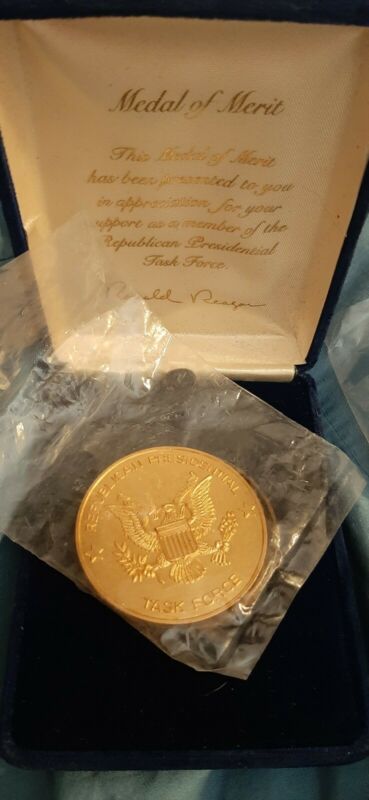 Medal of Merit
This Medal of Merit
has been presented to you
in appreciation for your
support as a member of the
Republican Presidential
Task Force.
Ronald Reagan
REPUBLICAN PRESIDENTIAL
TASK FORCE